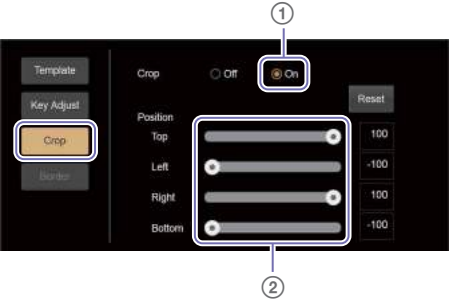 ①
Template
Crop
Off
On
Key Adjust
Reset
Position
Crop
Top
100
Left
-100
Border
Right
100
Bottom
-100
②